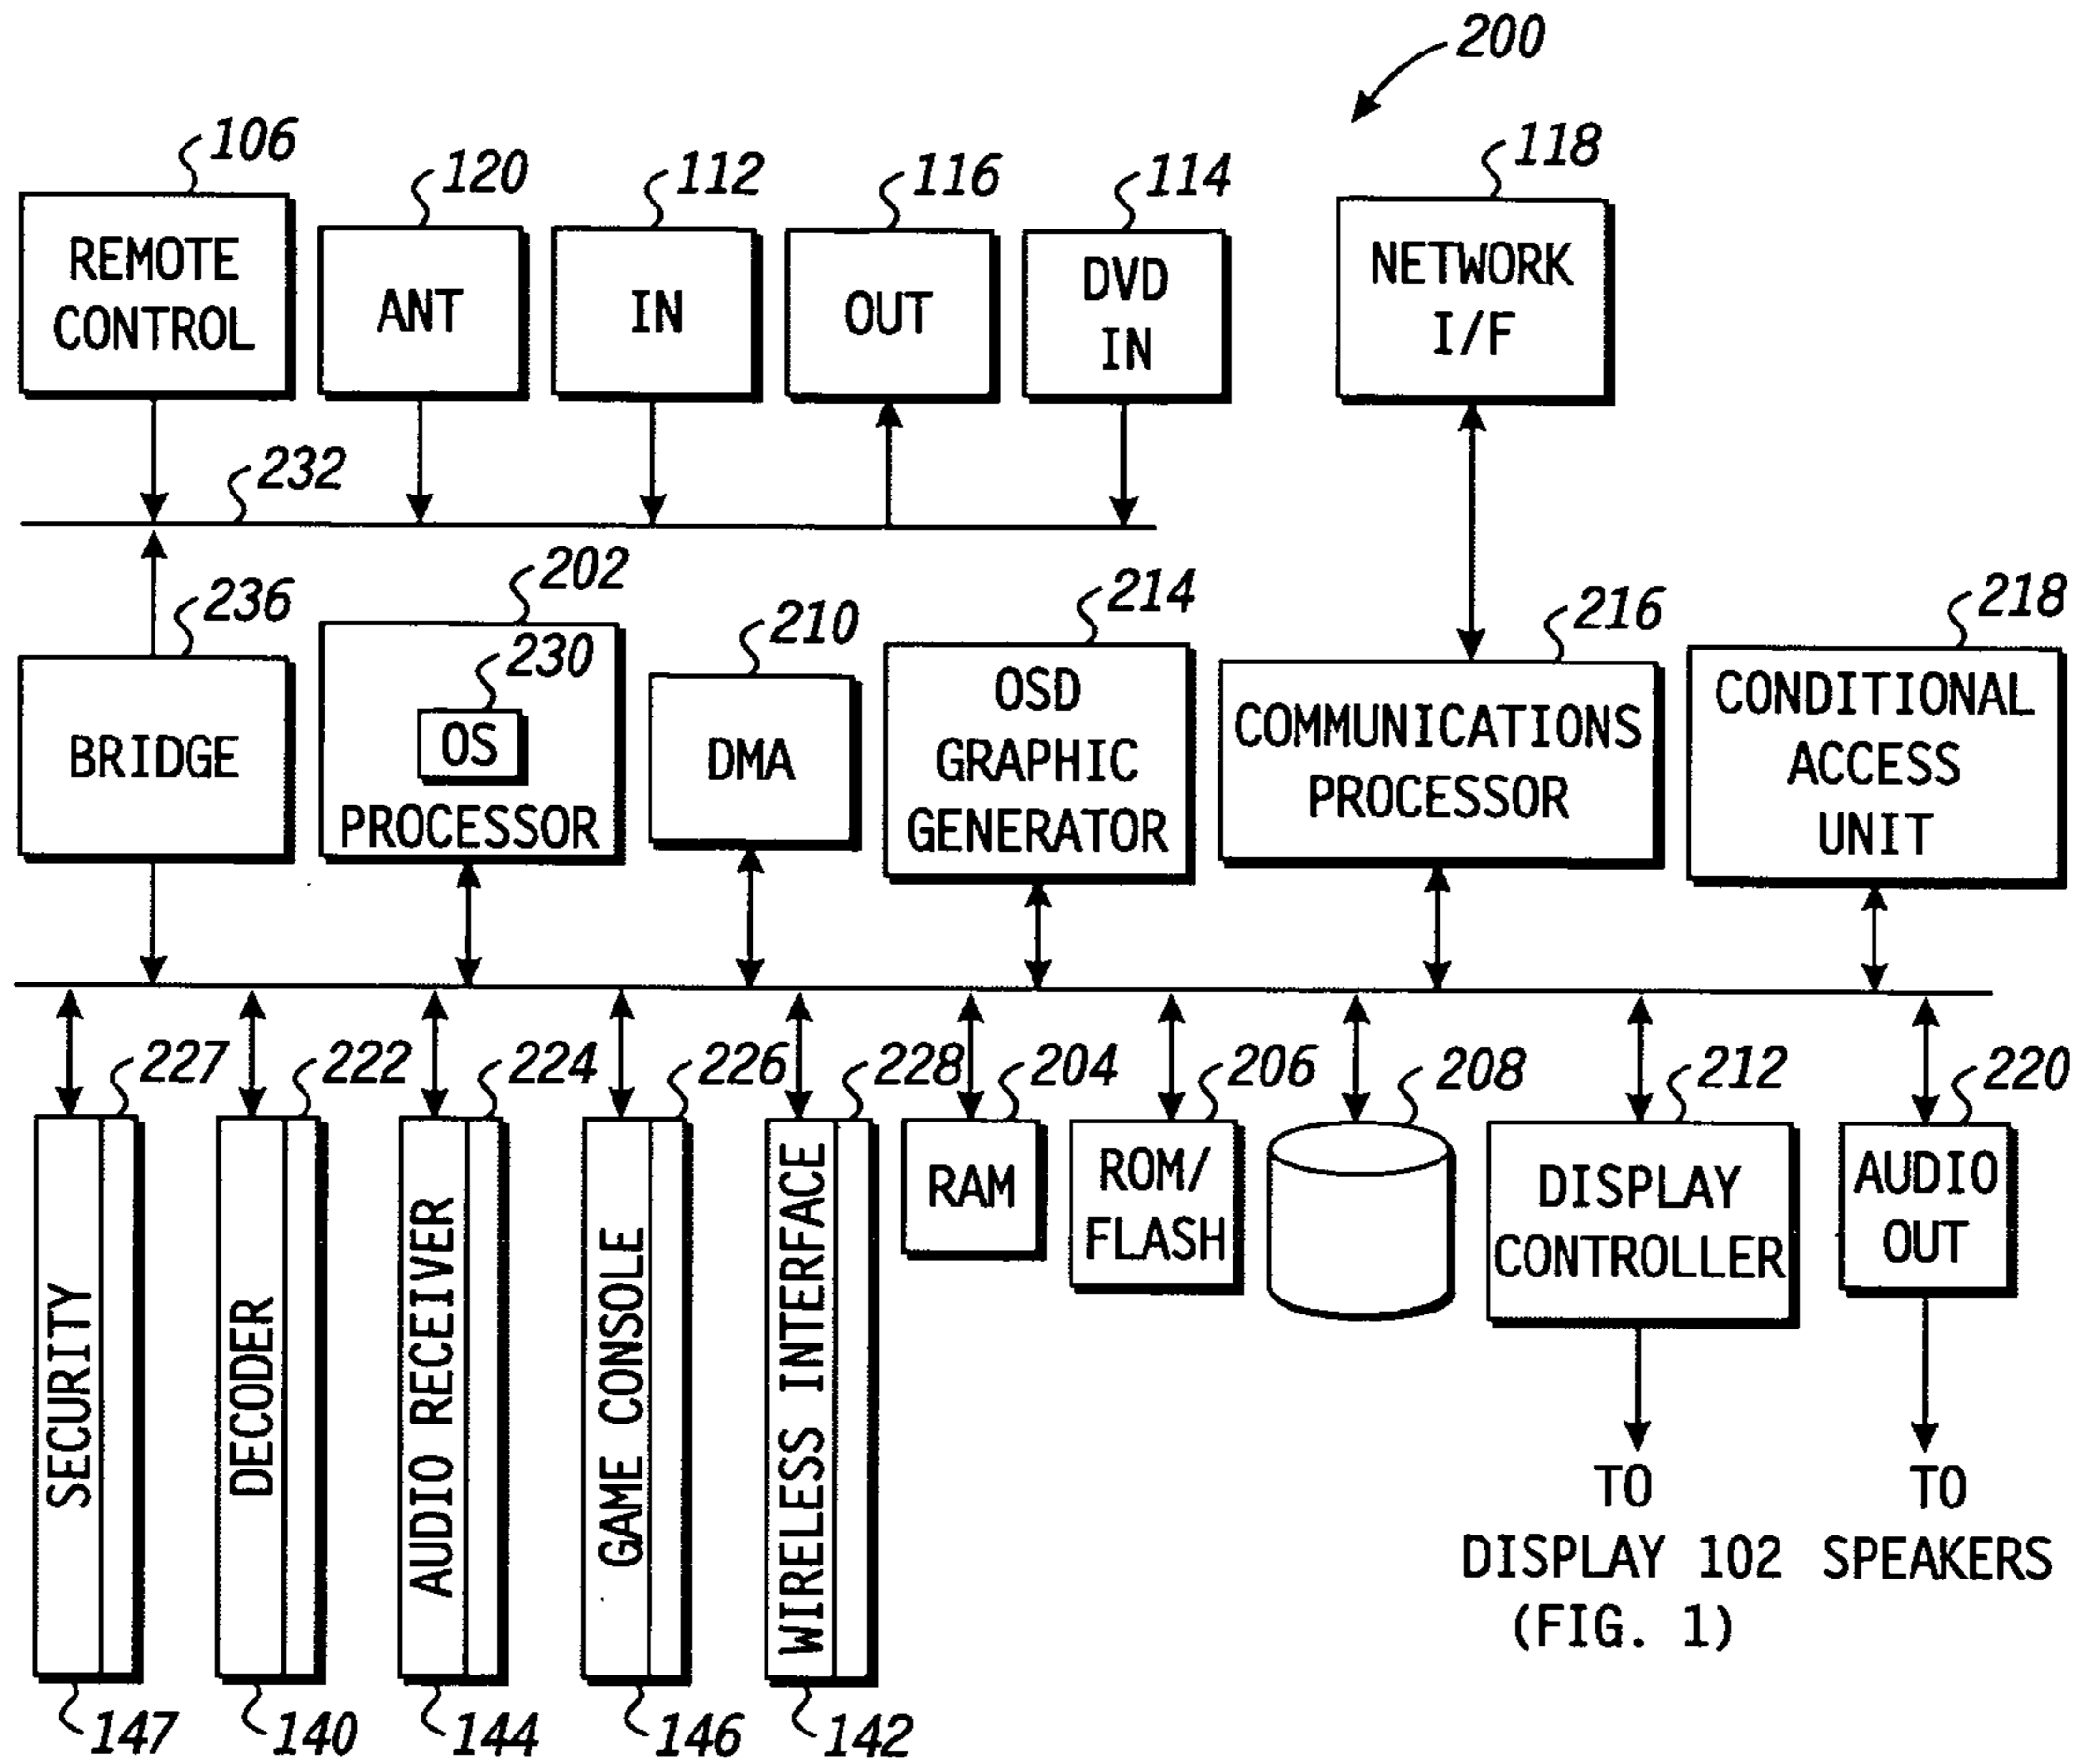 200
106
120
112
116
114
118
REMOTE
CONTROL
ANT
IN
OUT
DVD
IN
NETWORK
I/F
232
236
202
230
OS
PROCESSOR
210
214
216
218
BRIDGE
DMA
OSD
GRAPHIC
GENERATOR
COMMUNICATIONS
PROCESSOR
CONDITIONAL
ACCESS
UNIT
227
222
224
226
228
204
206
208
212
220
SECURITY
DECODER
AUDIO RECEIVER
GAME CONSOLE
WIRELESS INTERFACE
RAM
ROM/
FLASH
DISPLAY
CONTROLLER
AUDIO
OUT
TO
DISPLAY 102
(FIG. 1)
TO
SPEAKERS
147
140
144
146
142